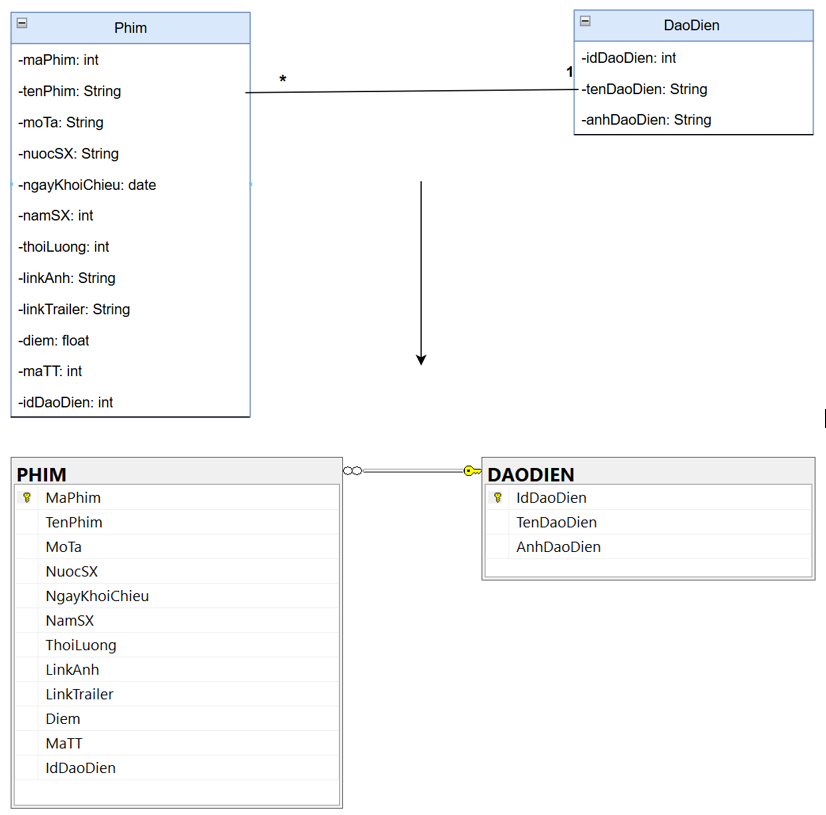 Phim
-maPhim: int
-tenPhim: String
-moTa: String
-nuocSX: String
-ngayKhoiChieu: date
-namSX: int
-thoiLuong: int
-linkAnh: String
-linkTrailer: String
-diem: float
-maTT: int
-idDaoDien: int
*
1
DaoDien
-idDaoDien: int
-tenDaoDien: String
-anhDaoDien: String
PHIM
MaPhim
TenPhim
MoTa
NuocSX
NgayKhoiChieu
NamSX
ThoiLuong
LinkAnh
LinkTrailer
Diem
MaTT
IdDaoDien
DAODIEN
IdDaoDien
TenDaoDien
AnhDaoDien